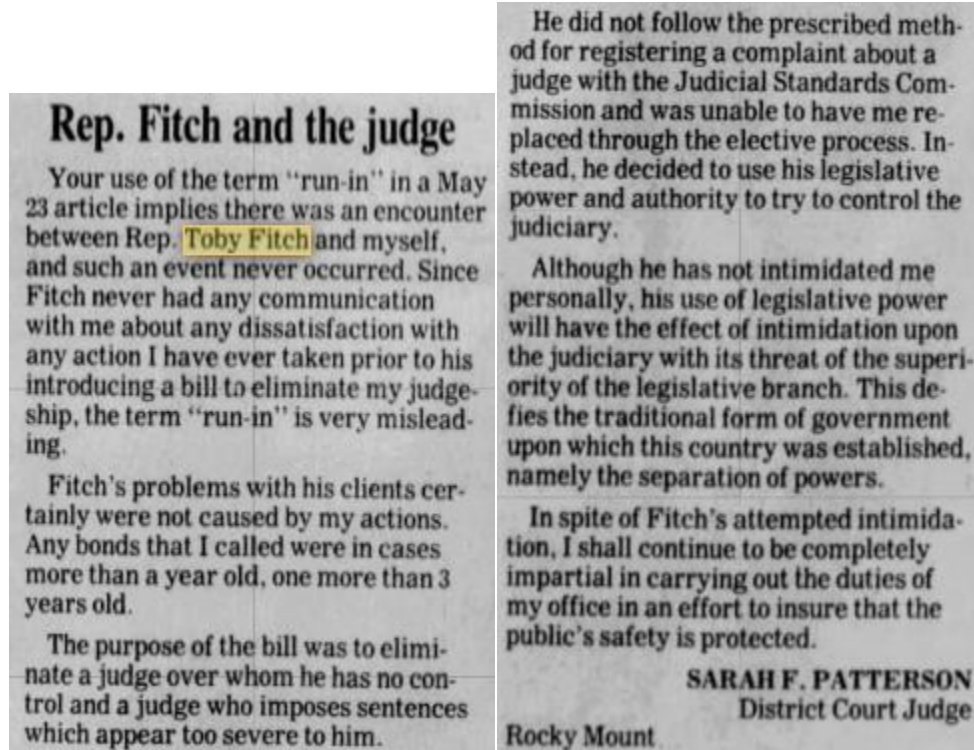 Rep. Fitch and the judge
Your use of the term "run-in" in a May
23 article implies there was an encounter
between Rep. Toby Fitch and myself,
and such an event never occurred. Since
Fitch never had any communication
with me about any dissatisfaction with
any action I have ever taken prior to his
introducing a bill to eliminate my judge-
ship, the term "run-in" is very mislead-
ing.
Fitch's problems with his clients cer-
tainly were not caused by my actions.
Any bonds that I called were in cases
more than a year old, one more than 3
years old.
The purpose of the bill was to elimi-
nate a judge over whom he has no con-
trol and a judge who imposes sentences
which appear too severe to him.
He did not follow the prescribed meth-
od for registering a complaint about a
judge with the Judicial Standards Com-
mission and was unable to have me re-
placed through the elective process. In-
stead, he decided to use his legislative
power and authority to try to control the
judiciary.
Although he has not intimidated me
personally, his use of legislative power
will have the effect of intimidation upon
the judiciary with its threat of the superi-
ority of the legislative branch. This de-
fies the traditional form of government
upon which this country was established,
namely the separation of powers.
In spite of Fitch's attempted intimida-
tion, I shall continue to be completely
impartial in carrying out the duties of
my office in an effort to insure that the
public's safety is protected.
SARAH F. PATTERSON
District Court Judge
Rocky Mount